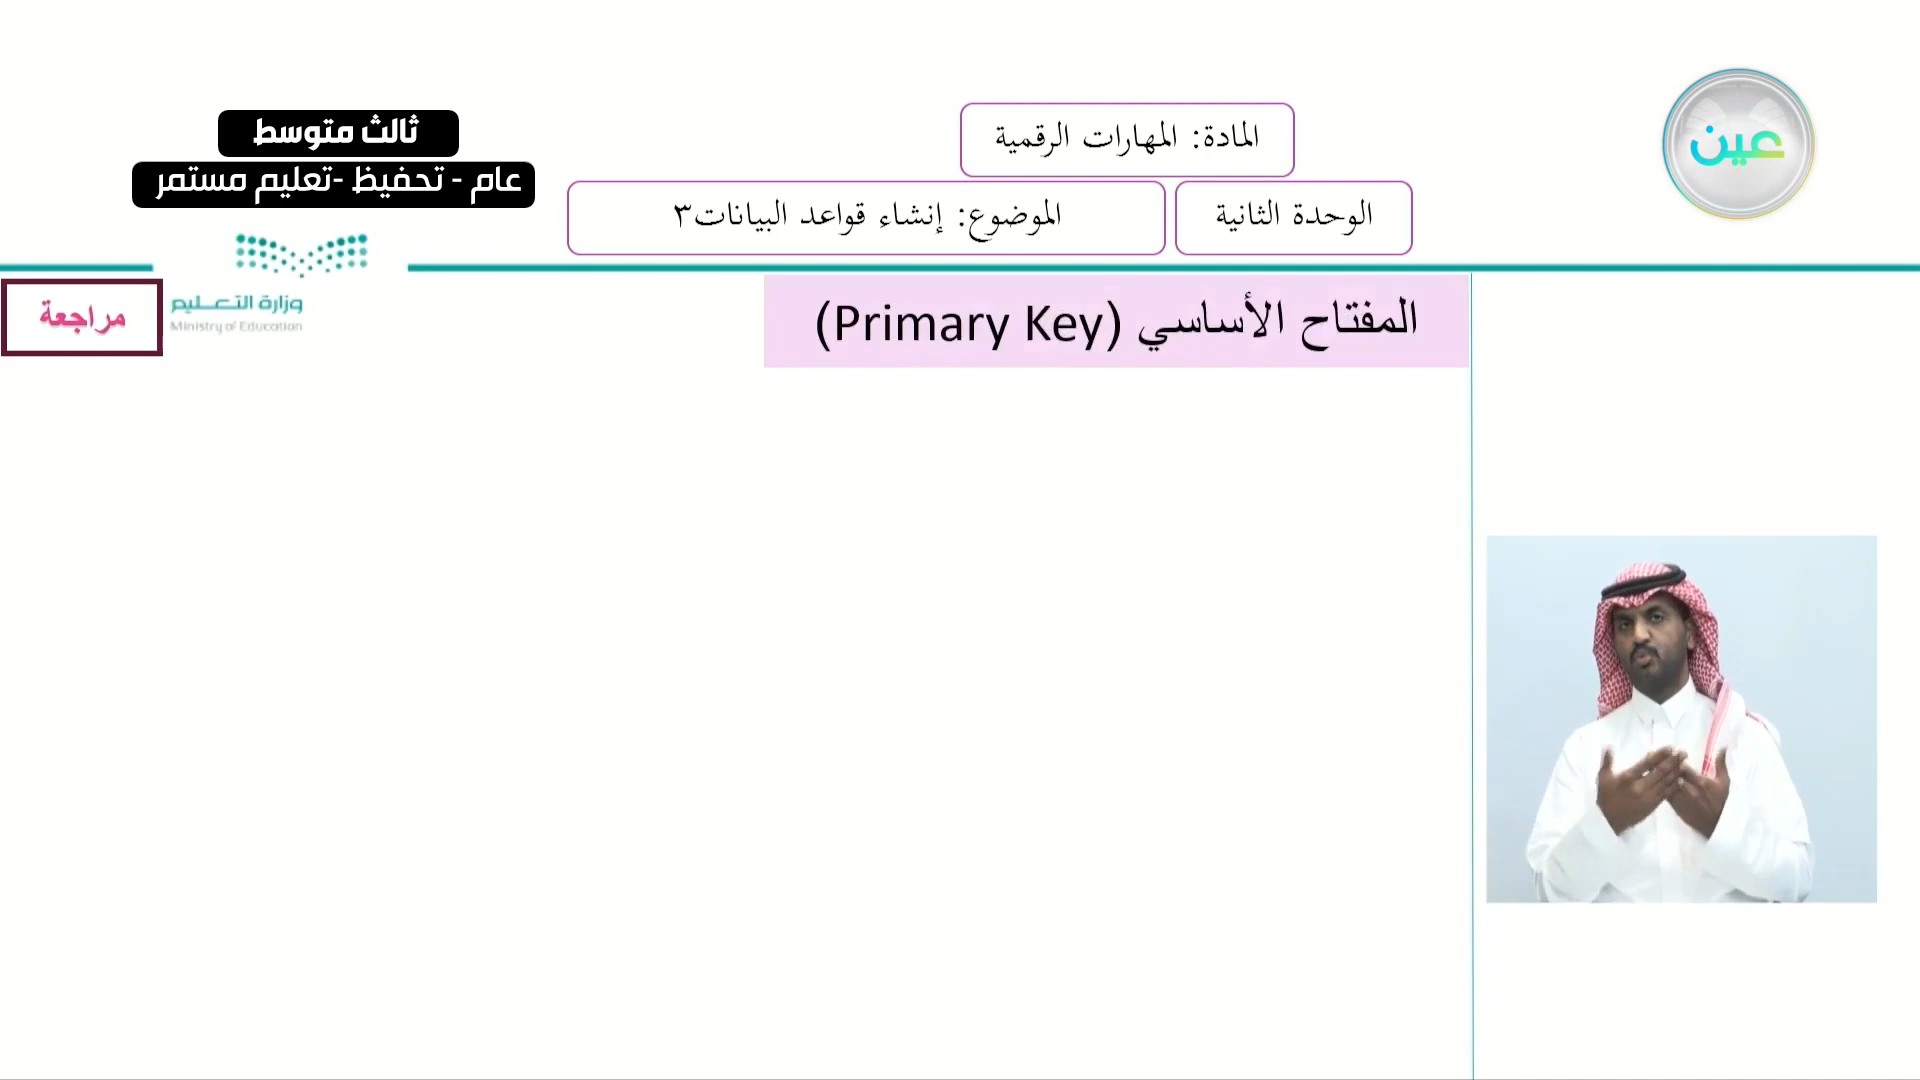 عين
المادة: المهارات الرقمية
ثالث متوسط
عام - تحفيظ -تعليم مستمر
الوحدة الثانية
الموضوع: إنشاء قواعد البيانات٣
وزارة التعليم
Ministry of Education
مراجعة
المفتاح الأساسي (Primary Key)